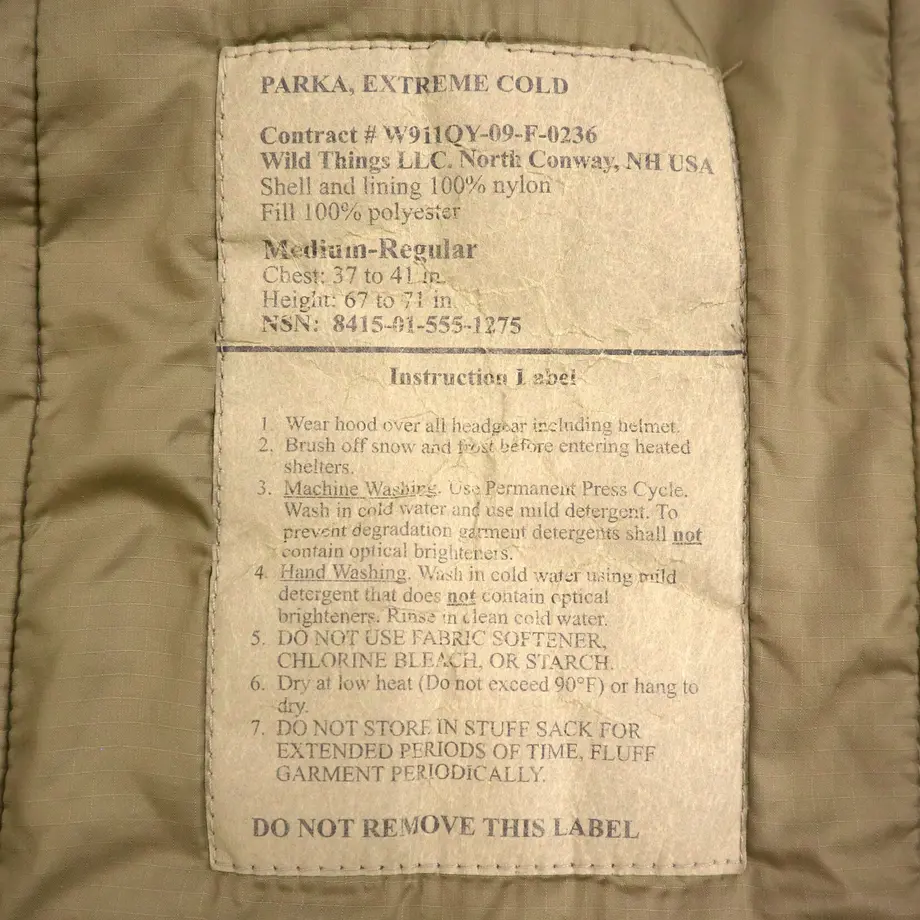 PARKA, EXTREME COLD
Contract # W911QY-09-F-0236
Wild Things LLC. North Conway, NH USA
Shell and lining 100% nylon
Fill 100% polyester
Medium-Regular
Chest: 37 to 41 in.
Height: 67 to 71 in.
NSN: 8415-01-555-1275
Instruction Label
1. Wear hood over all headgear including helmet.
2. Brush off snow and frost before entering heated
shelters.
3. Machine Washing. Use Permanent Press Cycle.
Wash in cold water and use mild detergent. To
prevent degradation garment detergents shall not
contain optical brighteners.
4. Hand Washing. Wash in cold water using mild
detergent that does not contain optical
brighteners. Rinse in clean cold water.
5. DO NOT USE FABRIC SOFTENER,
CHLORINE BLEACH, OR STARCH.
6. Dry at low heat (Do not exceed 90°F) or hang to
dry.
7. DO NOT STORE IN STUFF SACK FOR
EXTENDED PERIODS OF TIME, FLUFF
GARMENT PERIODICALLY.
DO NOT REMOVE THIS LABEL